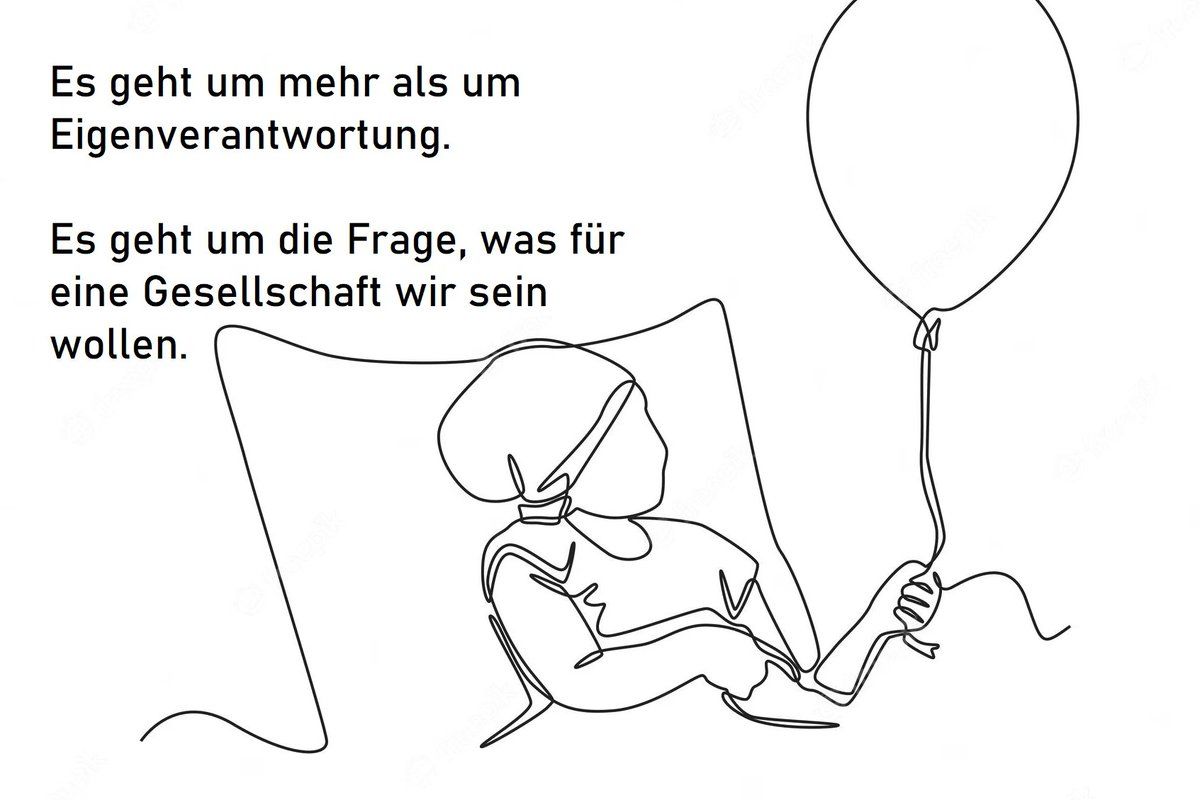 Es geht um mehr als um
Eigenverantwortung.
Es geht um die Frage, was für
eine Gesellschaft wir sein
wollen.